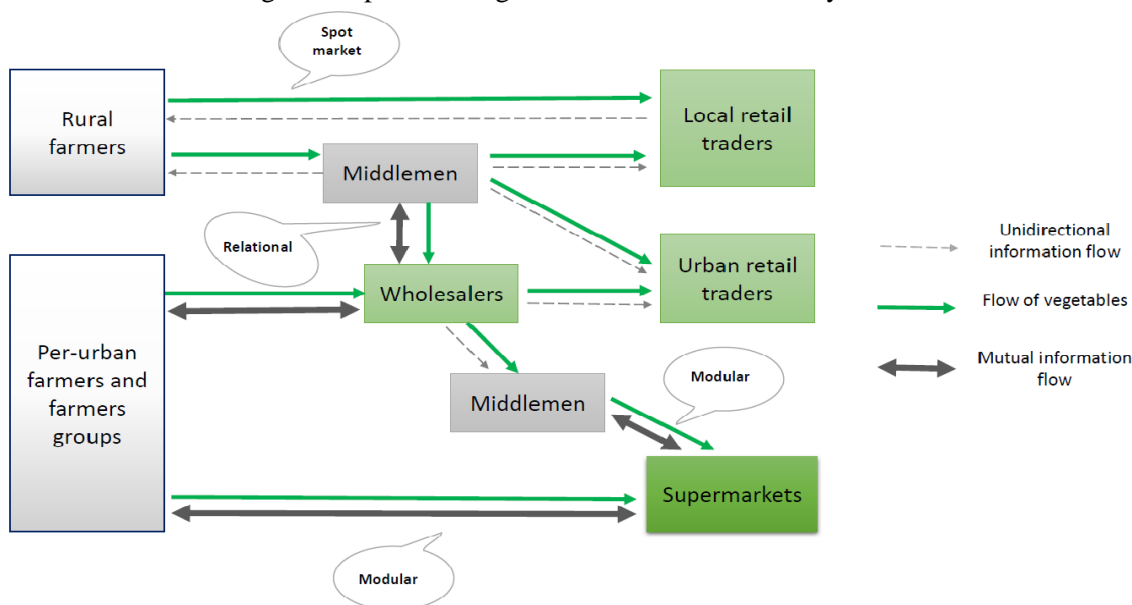 Spot
market
Rural
farmers
Local retail
traders
Middlemen
Relational
Unidirectional
information flow
Urban retail
traders
Wholesalers
Flow of vegetables
Per-urban
farmers and
farmers
groups
Mutual information
flow
Modular
Middlemen
Supermarkets
Modular